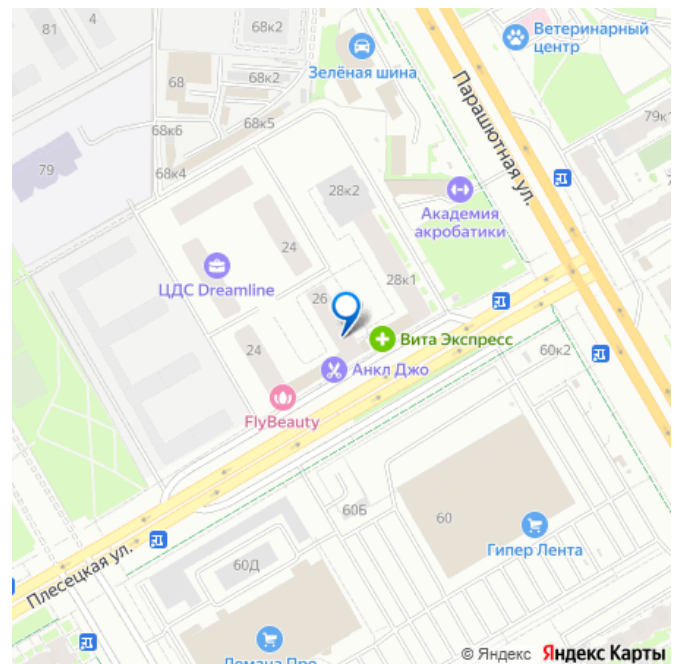 81
4
68к2
Ветеринарный
центр
Зелёная шина
68
68к2
Парашютная ул.
79к1
68к6
68к5
79
68к4
28к2
Академия
акробатики
24
ЦДС Dreamline
28к1
26
Вита Экспресс
24
Анкл Джо
60к2
FlyBeauty
60Б
60
Гипер Лента
Плесецкая ул.
60Д
© Яндекс Яндекс Карты